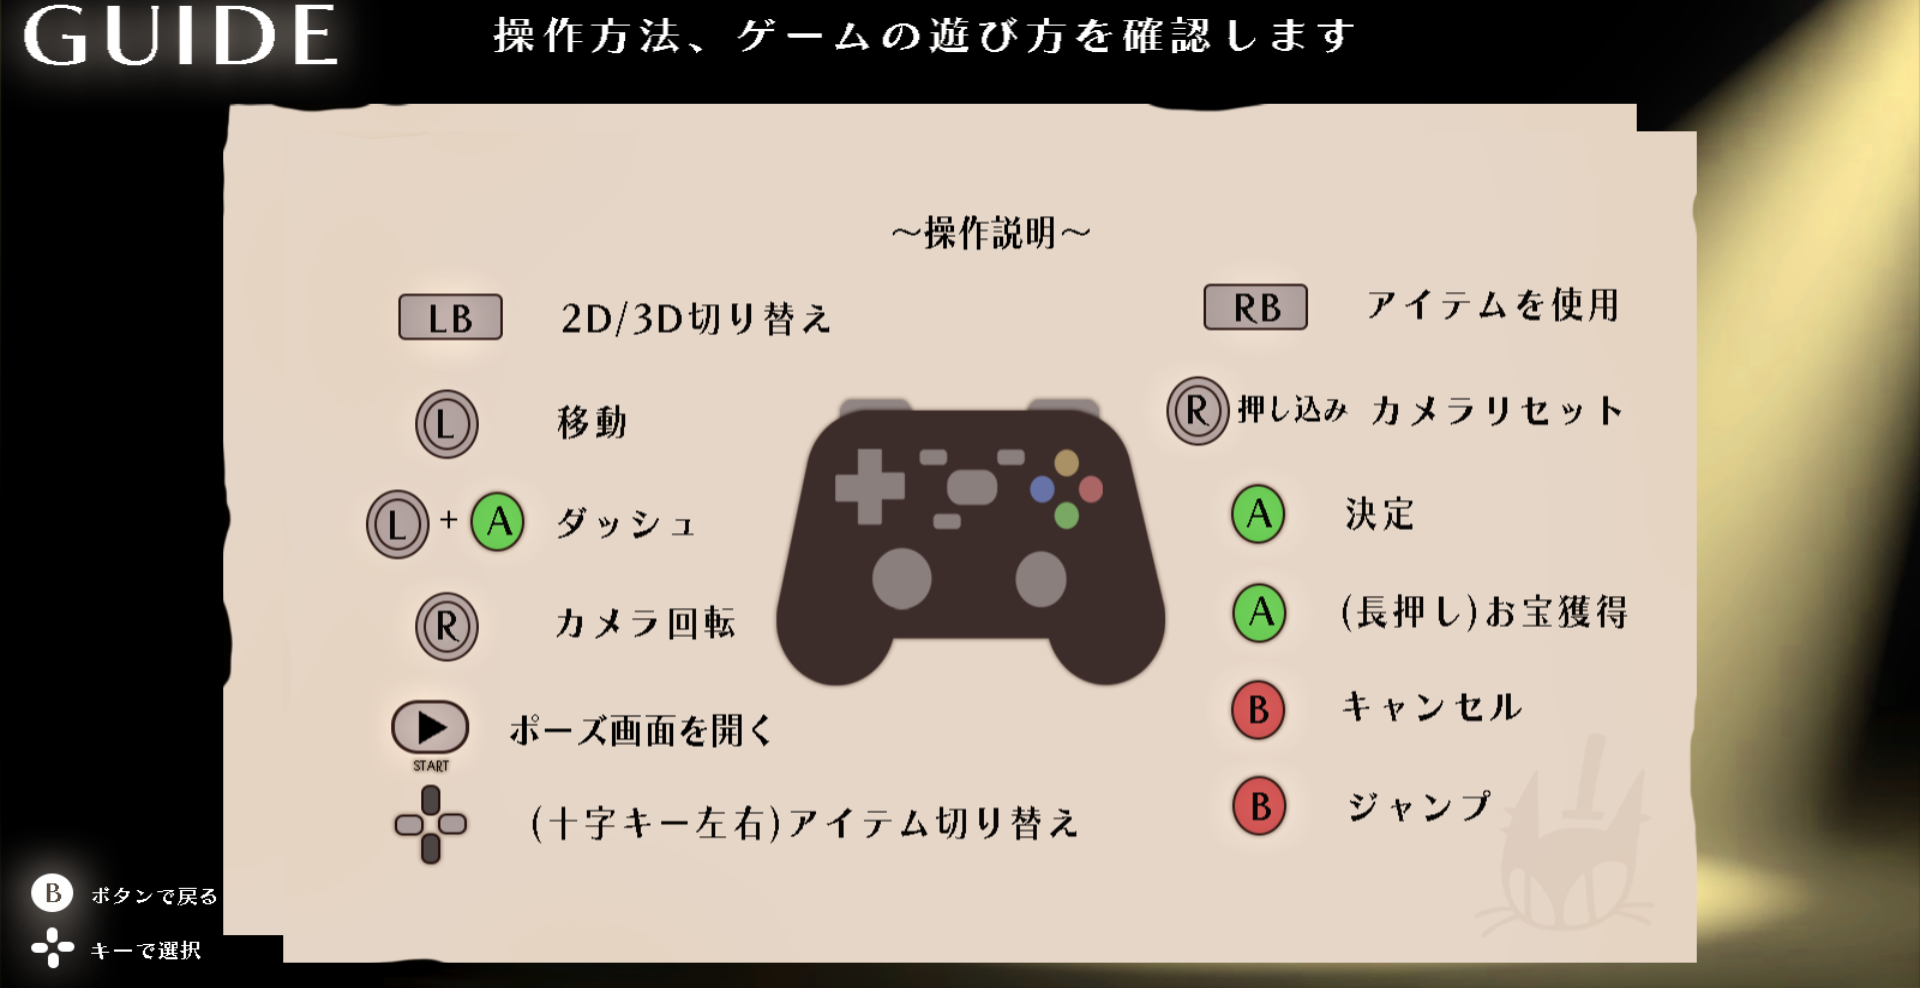 GUIDE
操作方法、ゲームの遊び方を確認します
～操作説明～
LB 2D/3D切り替え
L 移動
L + A ダッシュ
R カメラ回転
START ポーズ画面を開く
(十字キー左右)アイテム切り替え
RB アイテムを使用
R 押し込み カメラリセット
A 決定
A (長押し)お宝獲得
B キャンセル
B ジャンプ
B ボタンで戻る
キーで選択